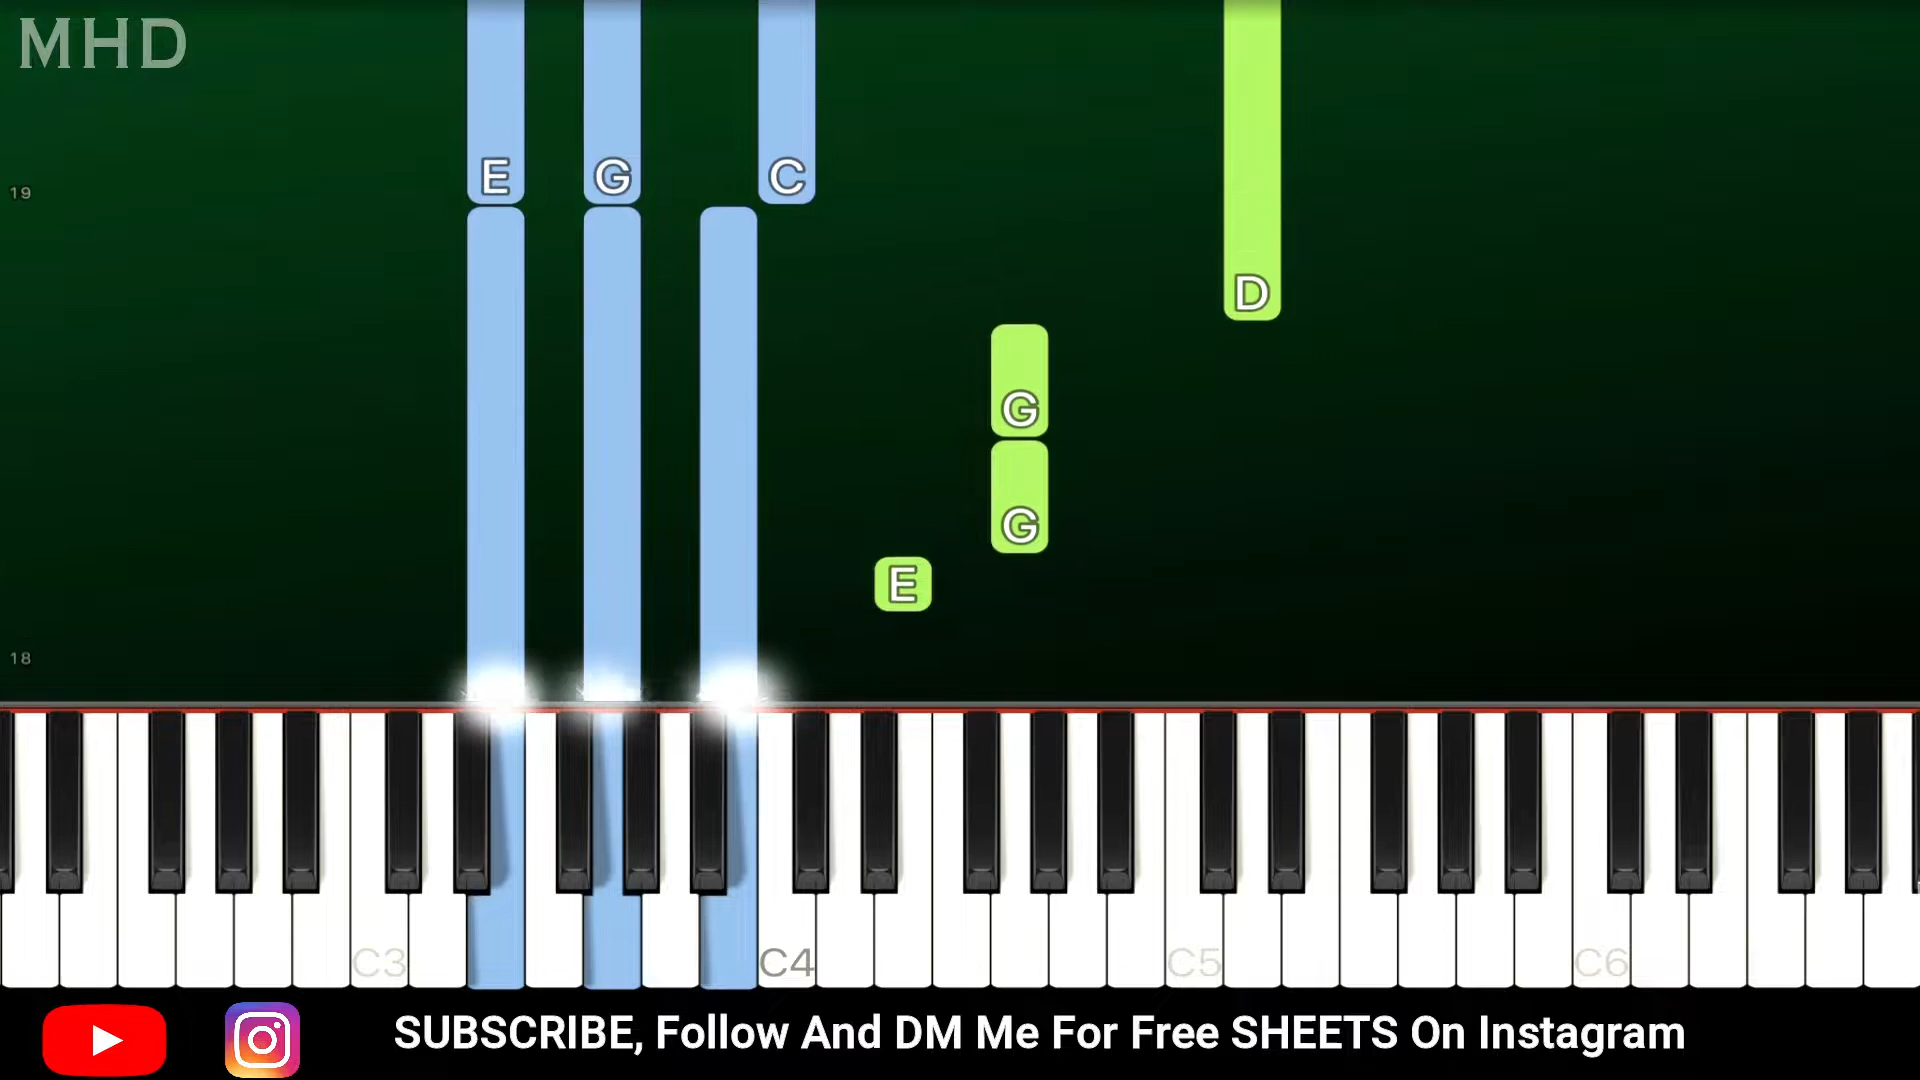 MHD
E G C
19
D
G
G
E
18
C3 C4 C5 C6
SUBSCRIBE, Follow And DM Me For Free SHEETS On Instagram